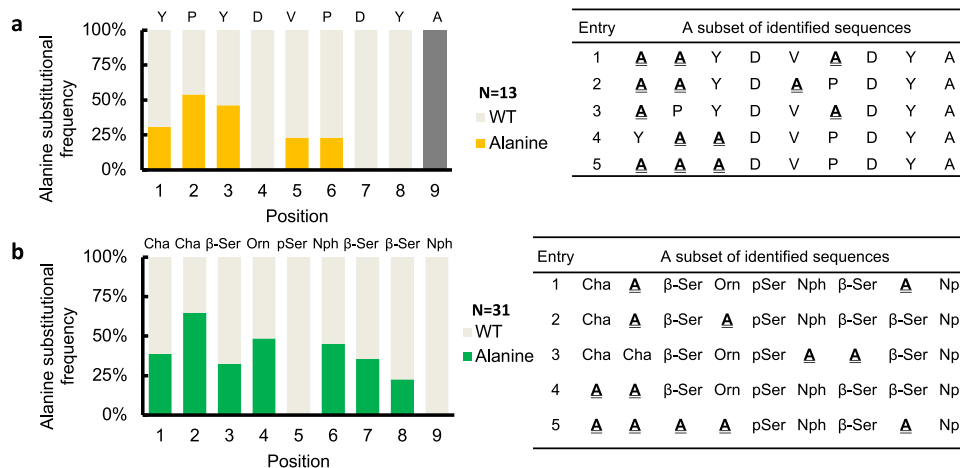 a
Y P Y D V P D Y A
100%
75%
50%
25%
0%
Alanine substitutional
frequency
1 2 3 4 5 6 7 8 9
Position
N=13
WT
Alanine
Entry A subset of identified sequences
1 A A Y D V A D Y A
2 A A Y D A P D Y A
3 A P Y D V A D Y A
4 Y A A D V P D Y A
5 A A A D V P D Y A
b
Cha Cha β-Ser Orn pSer Nph β-Ser β-Ser Nph
100%
75%
50%
25%
0%
Alanine substitutional
frequency
1 2 3 4 5 6 7 8 9
Position
N=31
WT
Alanine
Entry A subset of identified sequences
1 Cha A β-Ser Orn pSer Nph β-Ser A Np
2 Cha A β-Ser A pSer Nph β-Ser β-Ser Np
3 Cha Cha β-Ser Orn pSer A A β-Ser Np
4 A A β-Ser Orn pSer Nph β-Ser β-Ser Np
5 A A A A pSer Nph β-Ser A Np